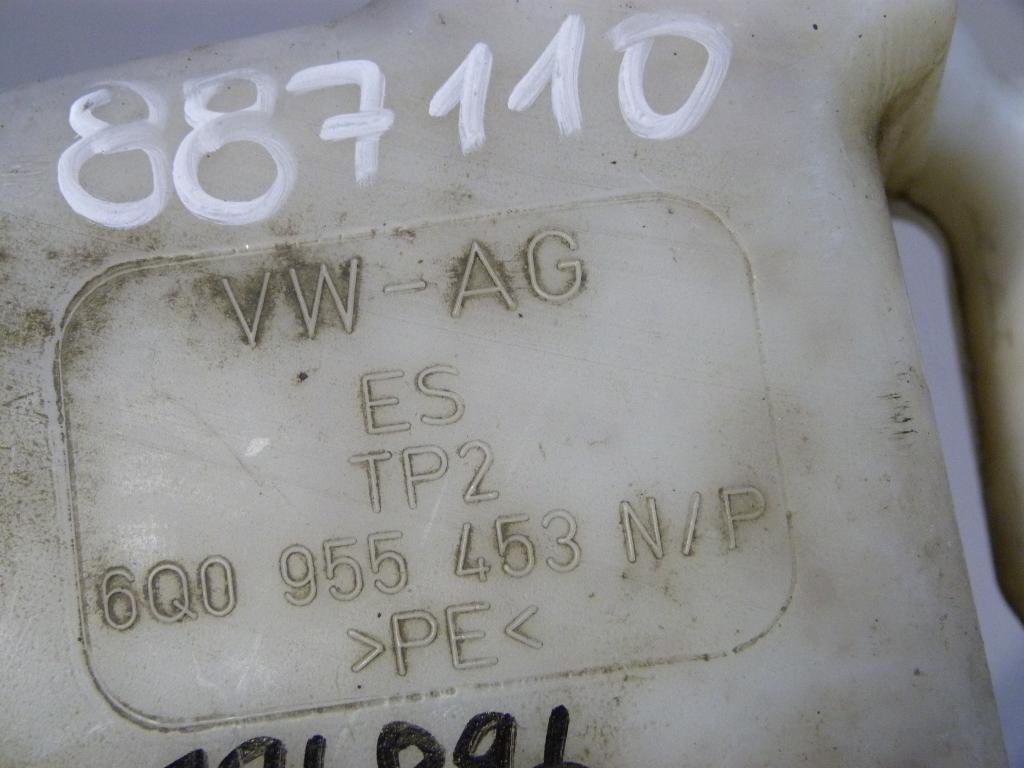 887110
VW-AG
ES
TP2
6Q0 955 453 N/P
>PE<